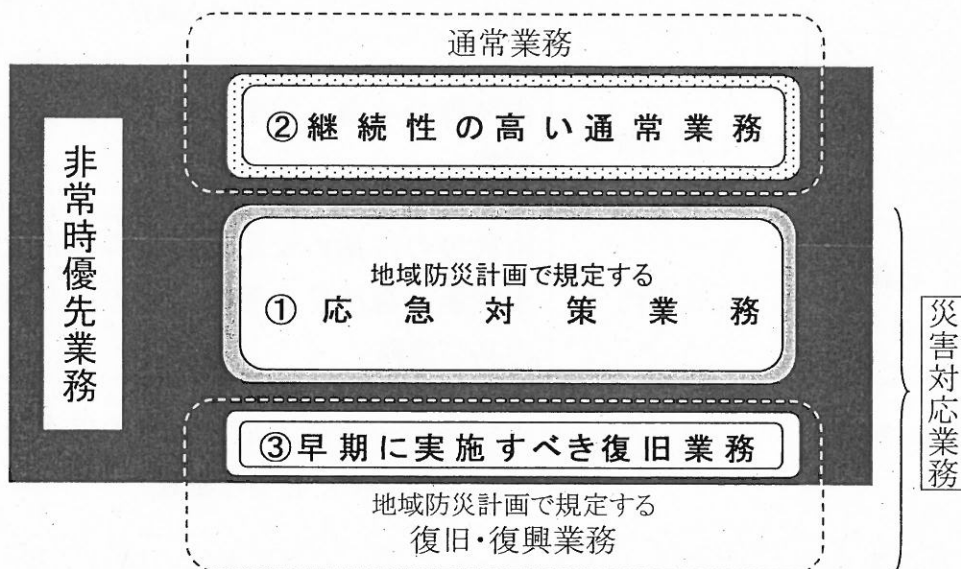 通常業務
②継続性の高い通常業務
非常時優先業務
地域防災計画で規定する
①応急対策業務
③早期に実施すべき復旧業務
地域防災計画で規定する
復旧・復興業務
災害対応業務